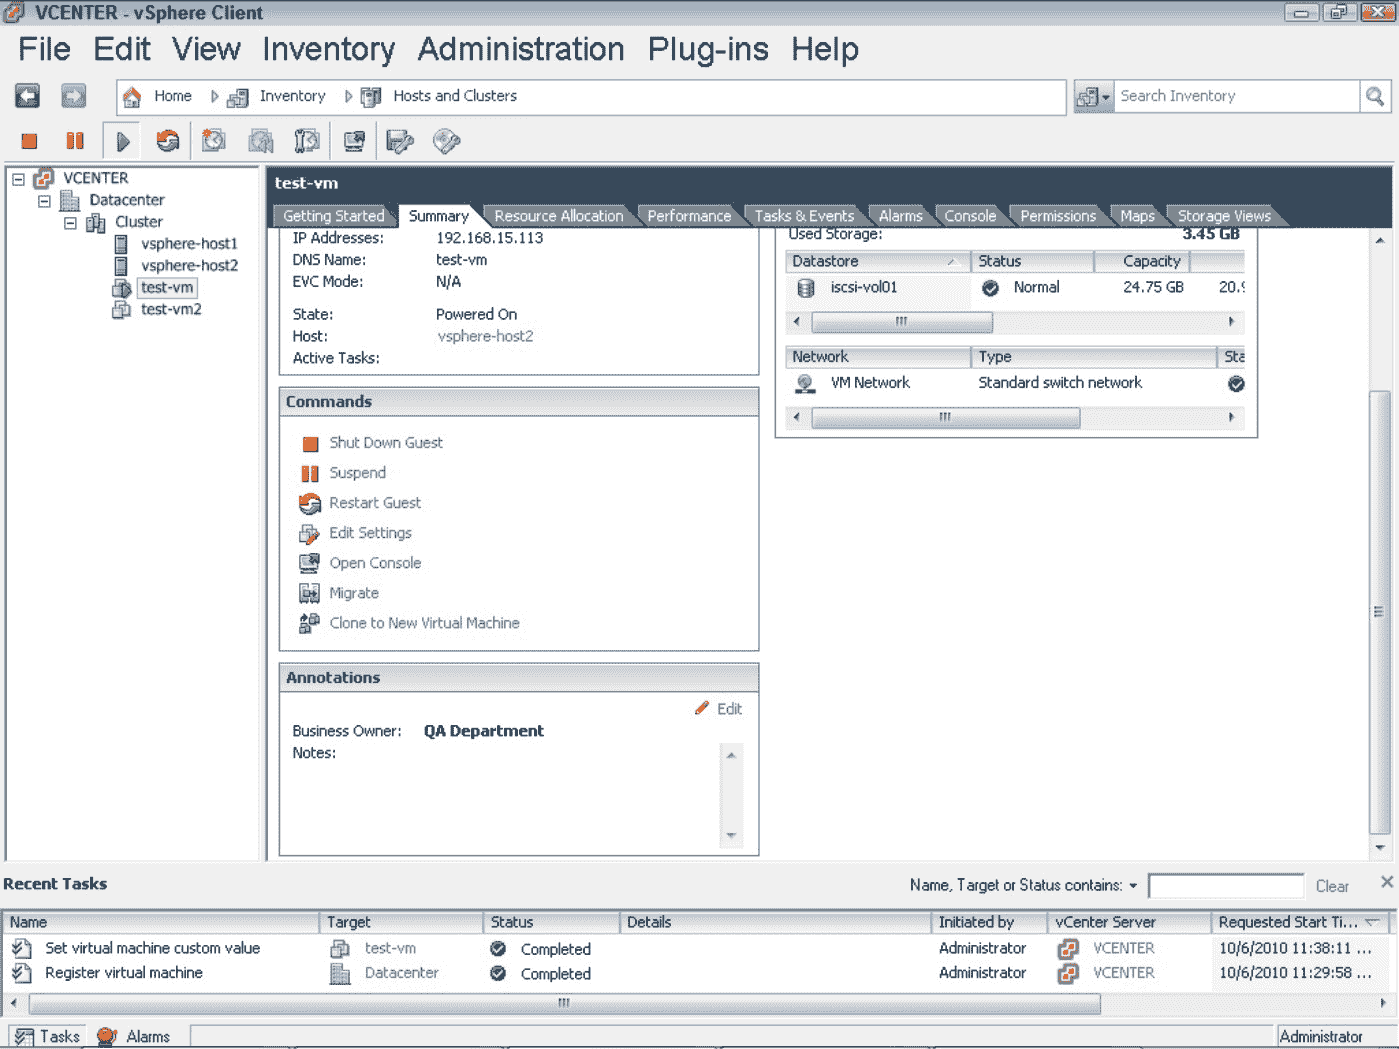 VCENTER - vSphere Client
File Edit View Inventory Administration Plug-ins Help
Home Inventory Hosts and Clusters Search Inventory
VCENTER
Datacenter
Cluster
vsphere-host1
vsphere-host2
test-vm
test-vm2
test-vm
Getting Started Summary Resource Allocation Performance Tasks & Events Alarms Console Permissions Maps Storage Views
IP Addresses: 192.168.15.113
DNS Name: test-vm
EVC Mode: N/A
State: Powered On
Host: vsphere-host2
Active Tasks:
Commands
Shut Down Guest
Suspend
Restart Guest
Edit Settings
Open Console
Migrate
Clone to New Virtual Machine
Annotations
Edit
Business Owner: QA Department
Notes:
Used Storage: 3.45 GB
Datastore Status Capacity
iscsi-vol01 Normal 24.75 GB 20.9
Network Type Sta
VM Network Standard switch network
Recent Tasks Name, Target or Status contains: Clear
Name Target Status Details Initiated by vCenter Server Requested Start Ti...
Set virtual machine custom value test-vm Completed Administrator VCENTER 10/6/2010 11:38:11 ...
Register virtual machine Datacenter Completed Administrator VCENTER 10/6/2010 11:29:58 ...
Tasks Alarms Administrator